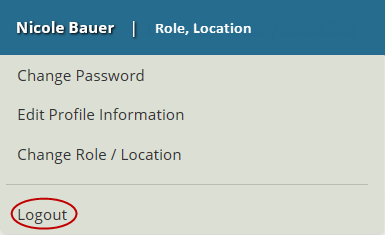 Nicole Bauer | Role, Location
Change Password
Edit Profile Information
Change Role / Location
Logout